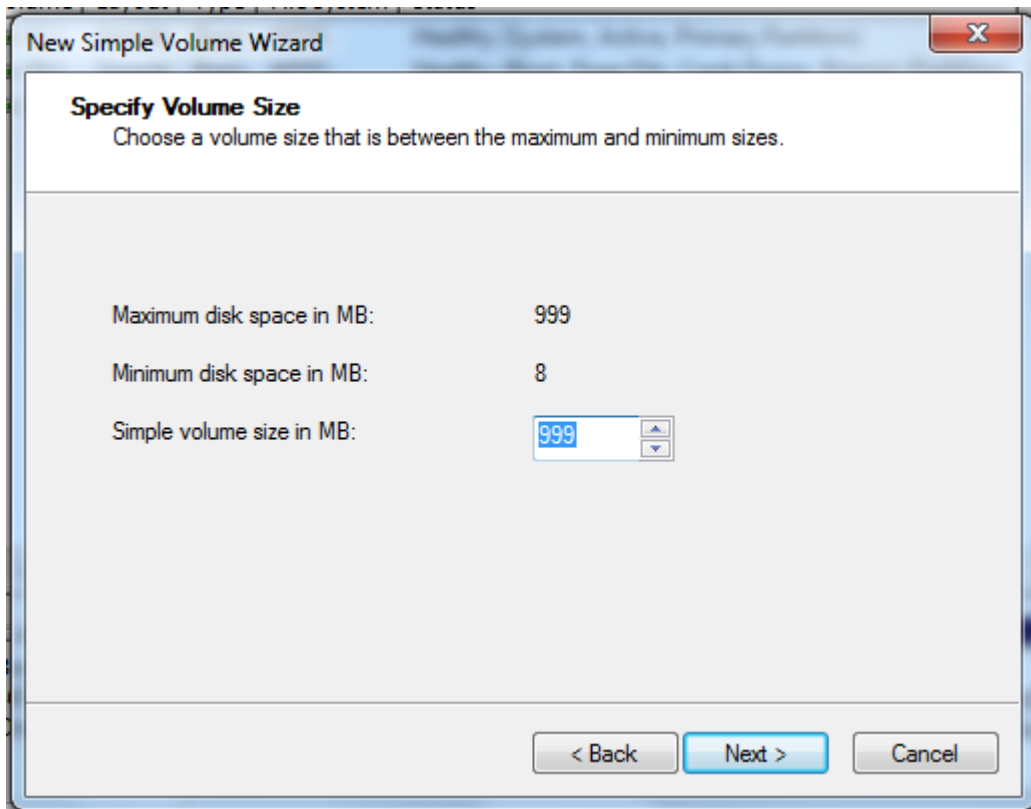 New Simple Volume Wizard
Specify Volume Size
Choose a volume size that is between the maximum and minimum sizes.
Maximum disk space in MB: 999
Minimum disk space in MB: 8
Simple volume size in MB: 999
< Back Next > Cancel